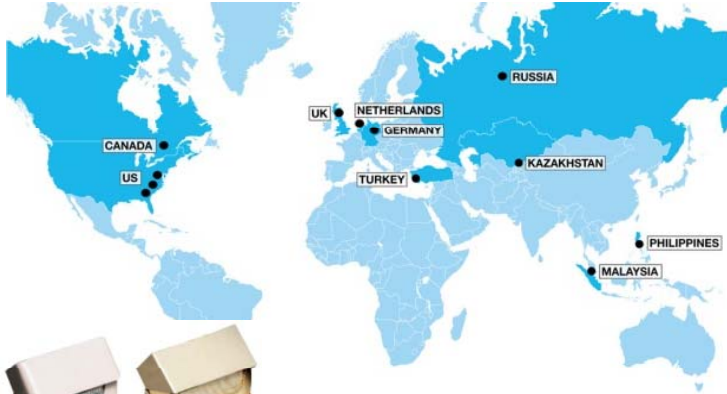 RUSSIA
UK
NETHERLANDS
GERMANY
CANADA
KAZAKHSTAN
US
TURKEY
PHILIPPINES
MALAYSIA